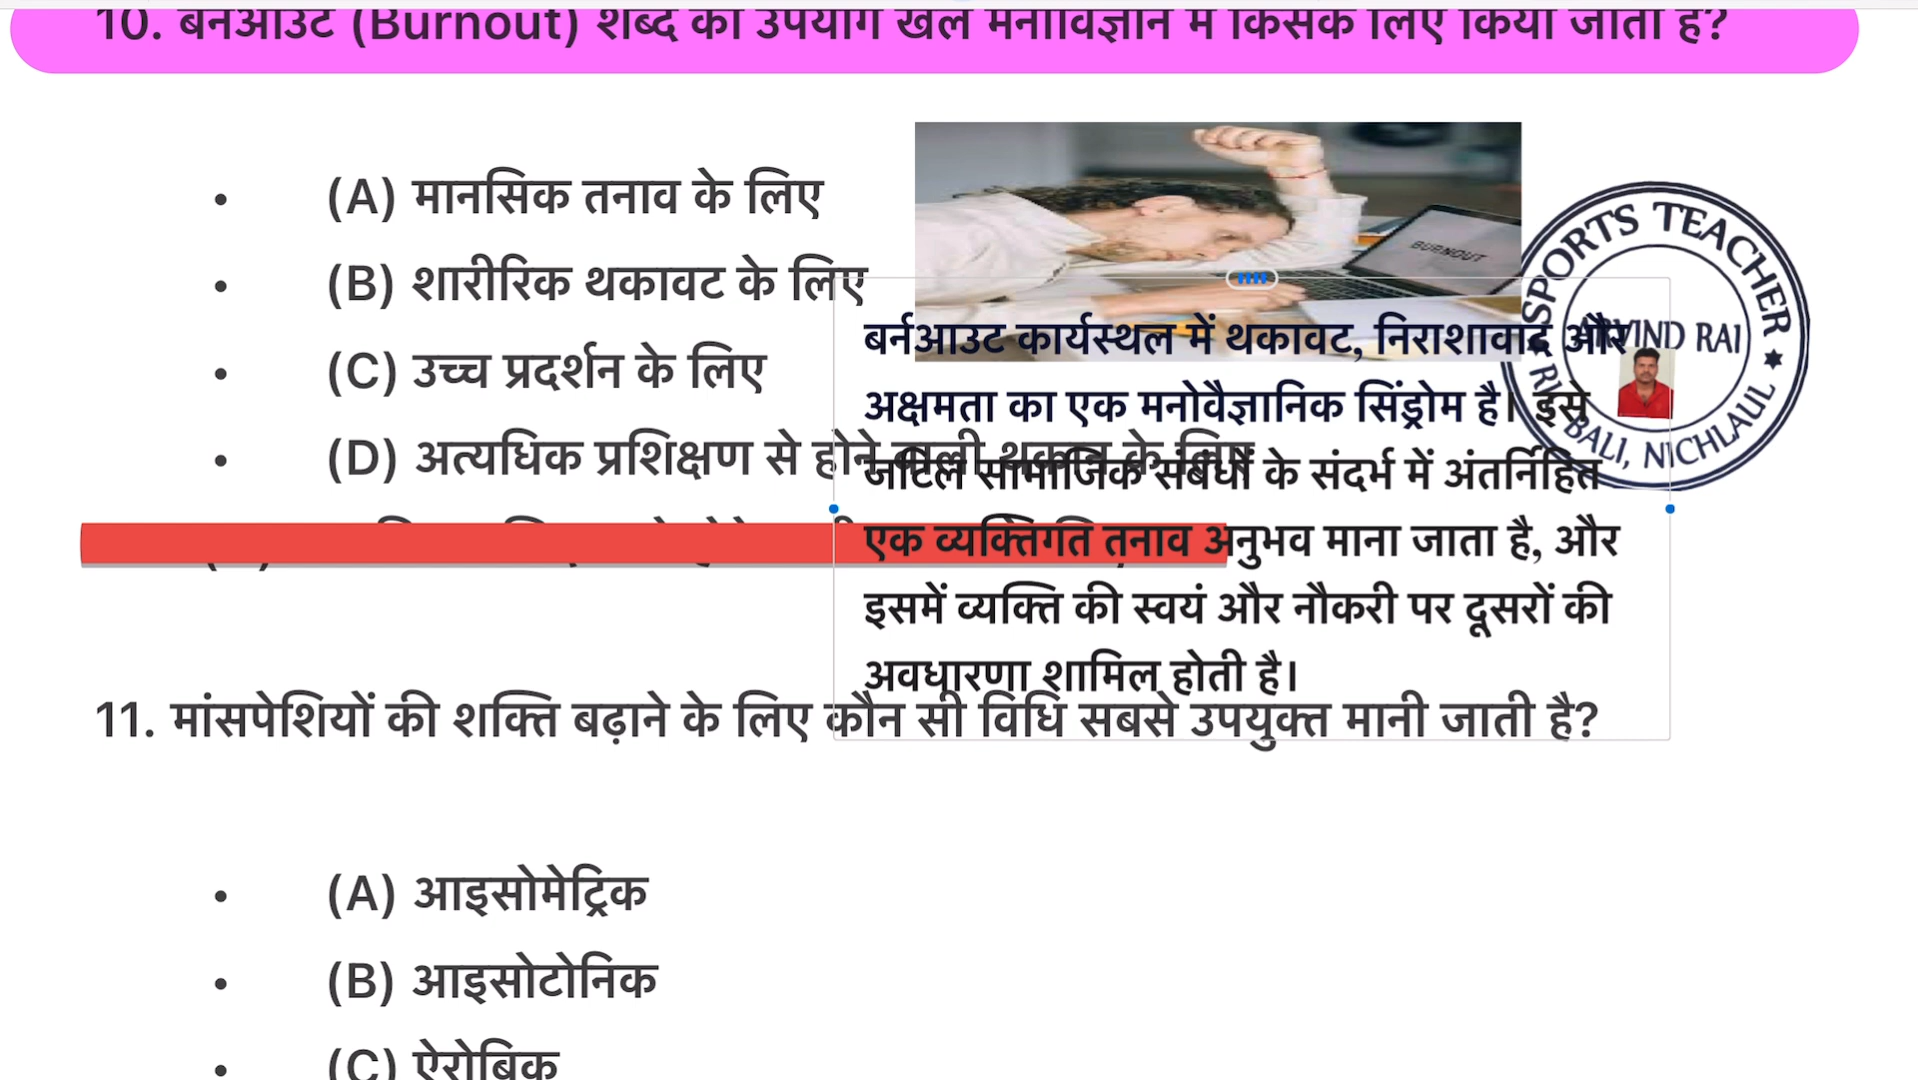 10. बर्नआउट (Burnout) शब्द का उपयोग खेल मनोविज्ञान में किसके लिए किया जाता है?
BURNOUT
• (A) मानसिक तनाव के लिए
• (B) शारीरिक थकावट के लिए
• (C) उच्च प्रदर्शन के लिए
• (D) अत्यधिक प्रशिक्षण से होने वाली थकान के लिए
SPORTS TEACHER
ARVIND RAI
BALI, NICHLAUL
बर्नआउट कार्यस्थल में थकावट, निराशावाद और
अक्षमता का एक मनोवैज्ञानिक सिंड्रोम है। इसे
जटिल सामाजिक संबंधों के संदर्भ में अंतर्निहित
एक व्यक्तिगत तनाव अनुभव माना जाता है, और
इसमें व्यक्ति की स्वयं और नौकरी पर दूसरों की
अवधारणा शामिल होती है।
11. मांसपेशियों की शक्ति बढ़ाने के लिए कौन सी विधि सबसे उपयुक्त मानी जाती है?
• (A) आइसोमेट्रिक
• (B) आइसोटोनिक
• (C) ऐरोबिक